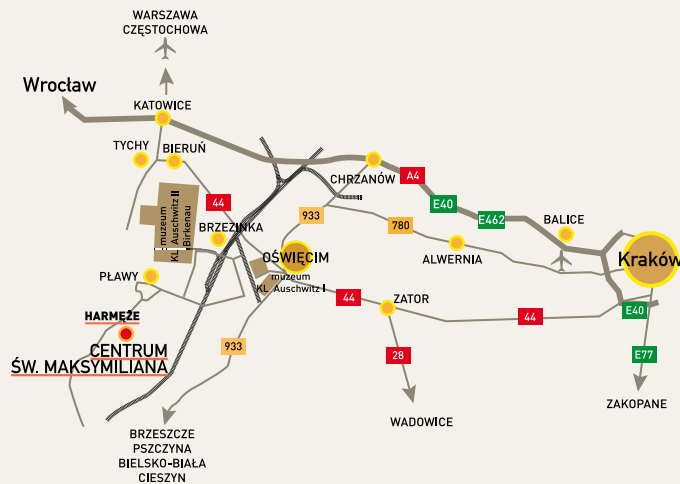 WARSZAWA
CZĘSTOCHOWA
Wrocław
KATOWICE
TYCHY
BIERUŃ
CHRZANÓW
A4
44
E40
E462
933
780
BALICE
muzeum
KL Auschwitz II
Birkenau
BRZEZINKA
OŚWIĘCIM
ALWERNIA
Kraków
PŁAWY
muzeum
KL Auschwitz I
44
ZATOR
44
E40
HARMĘŻE
CENTRUM
ŚW. MAKSYMILIANA
933
28
E77
WADOWICE
ZAKOPANE
BRZESZCZE
PSZCZYNA
BIELSKO-BIAŁA
CIESZYN